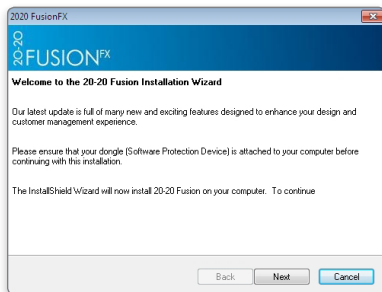 2020 FusionFX
20-20
FUSIONFX
Welcome to the 20-20 Fusion Installation Wizard
Our latest update is full of many new and exciting features designed to enhance your design and
customer management experience.
Please ensure that your dongle (Software Protection Device) is attached to your computer before
continuing with this installation.
The InstallShield Wizard will now install 20-20 Fusion on your computer. To continue
Back Next Cancel